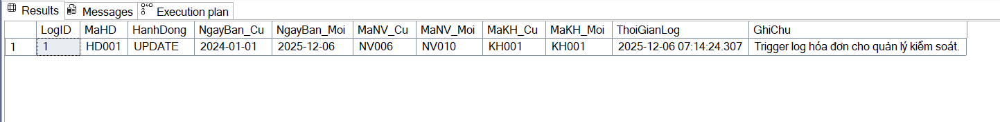 Results Messages Execution plan
LogID MaHD HanhDong NgayBan_Cu NgayBan_Moi MaNV_Cu MaNV_Moi MaKH_Cu MaKH_Moi ThoiGianLog GhiChu
1 1 HD001 UPDATE 2024-01-01 2025-12-06 NV006 NV010 KH001 KH001 2025-12-06 07:14:24.307 Trigger log hóa đơn cho quản lý kiểm soát.